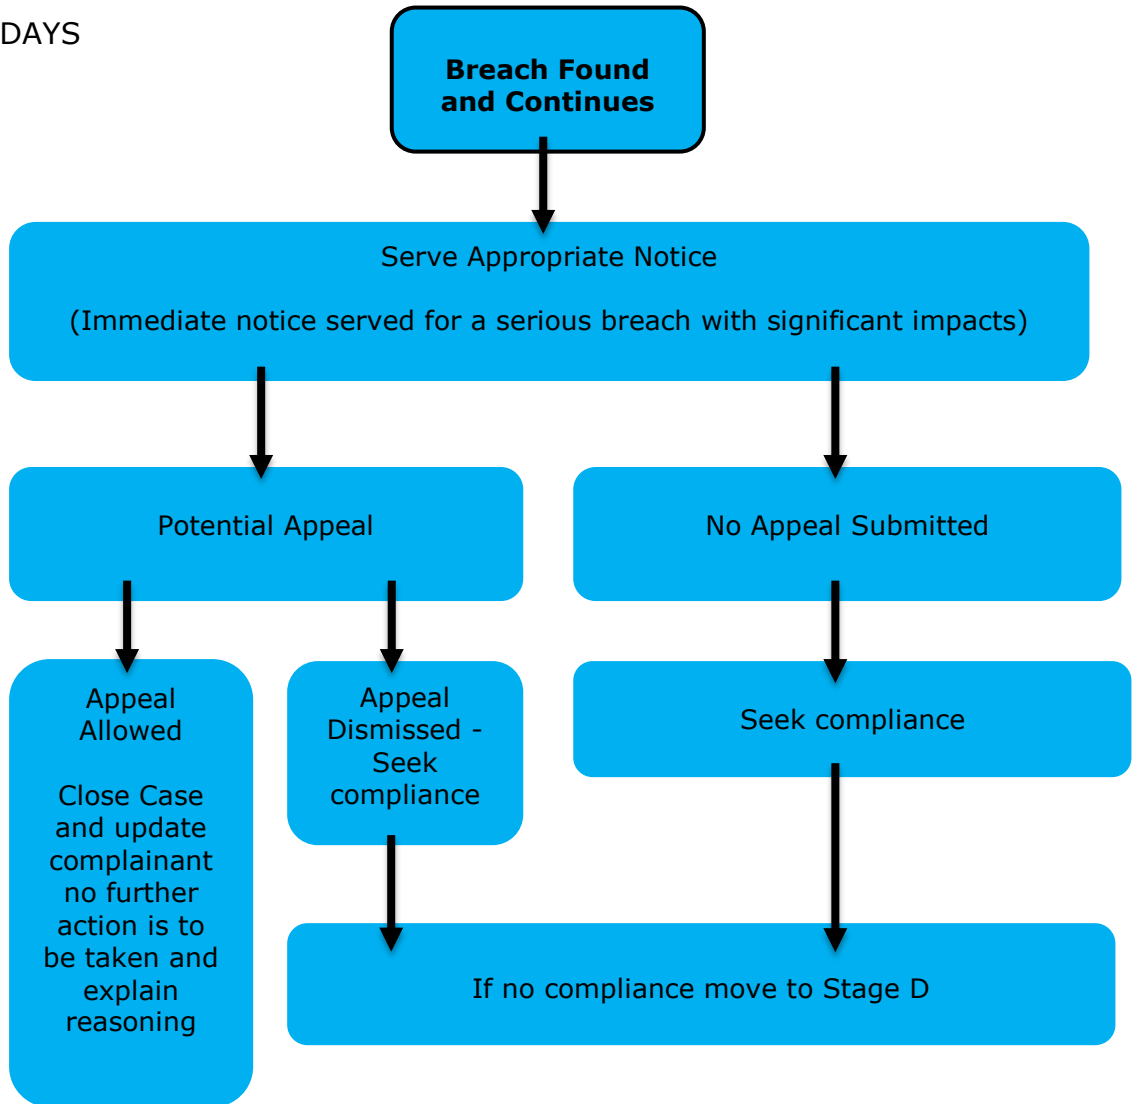 DAYS
Breach Found
and Continues
Serve Appropriate Notice
(Immediate notice served for a serious breach with significant impacts)
Potential Appeal
No Appeal Submitted
Appeal
Allowed
Close Case
and update
complainant
no further
action is to
be taken and
explain
reasoning
Appeal
Dismissed -
Seek
compliance
Seek compliance
If no compliance move to Stage D